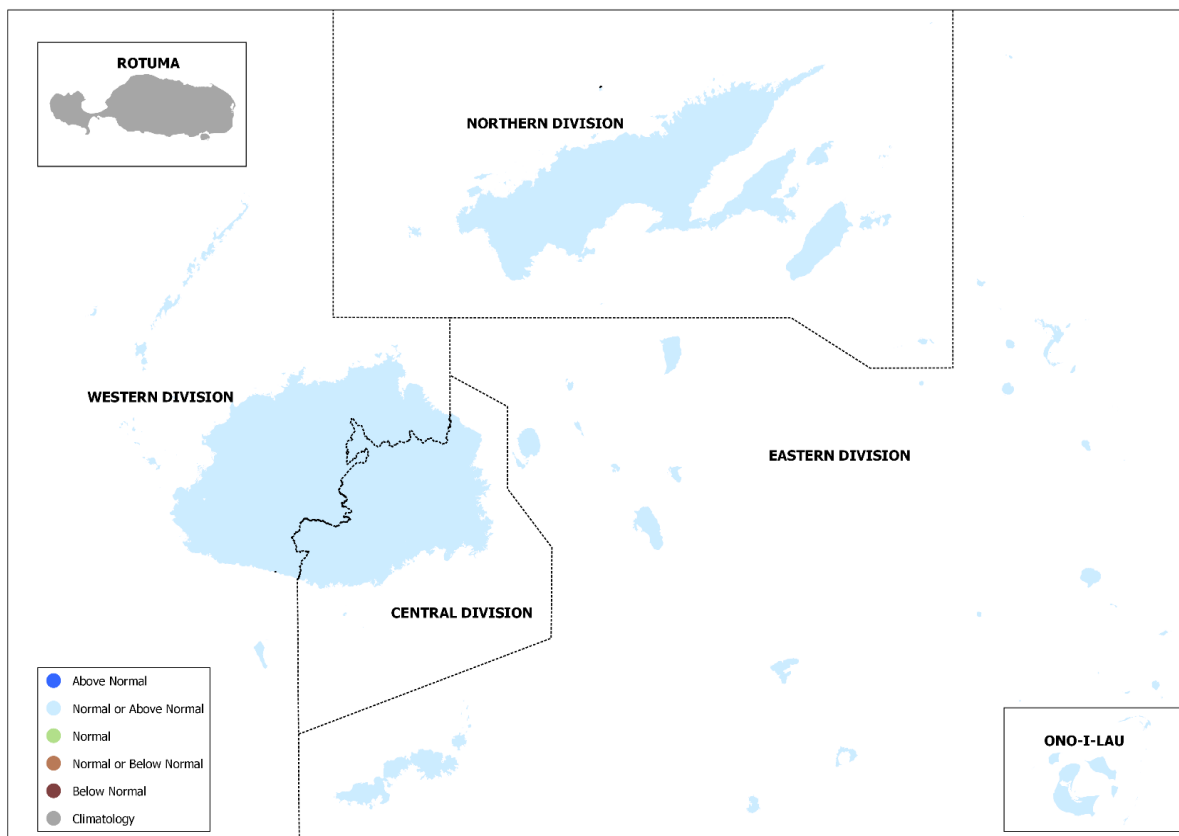 ROTUMA
NORTHERN DIVISION
WESTERN DIVISION
EASTERN DIVISION
CENTRAL DIVISION
Above Normal
Normal or Above Normal
Normal
Normal or Below Normal
Below Normal
Climatology
ONO-I-LAU